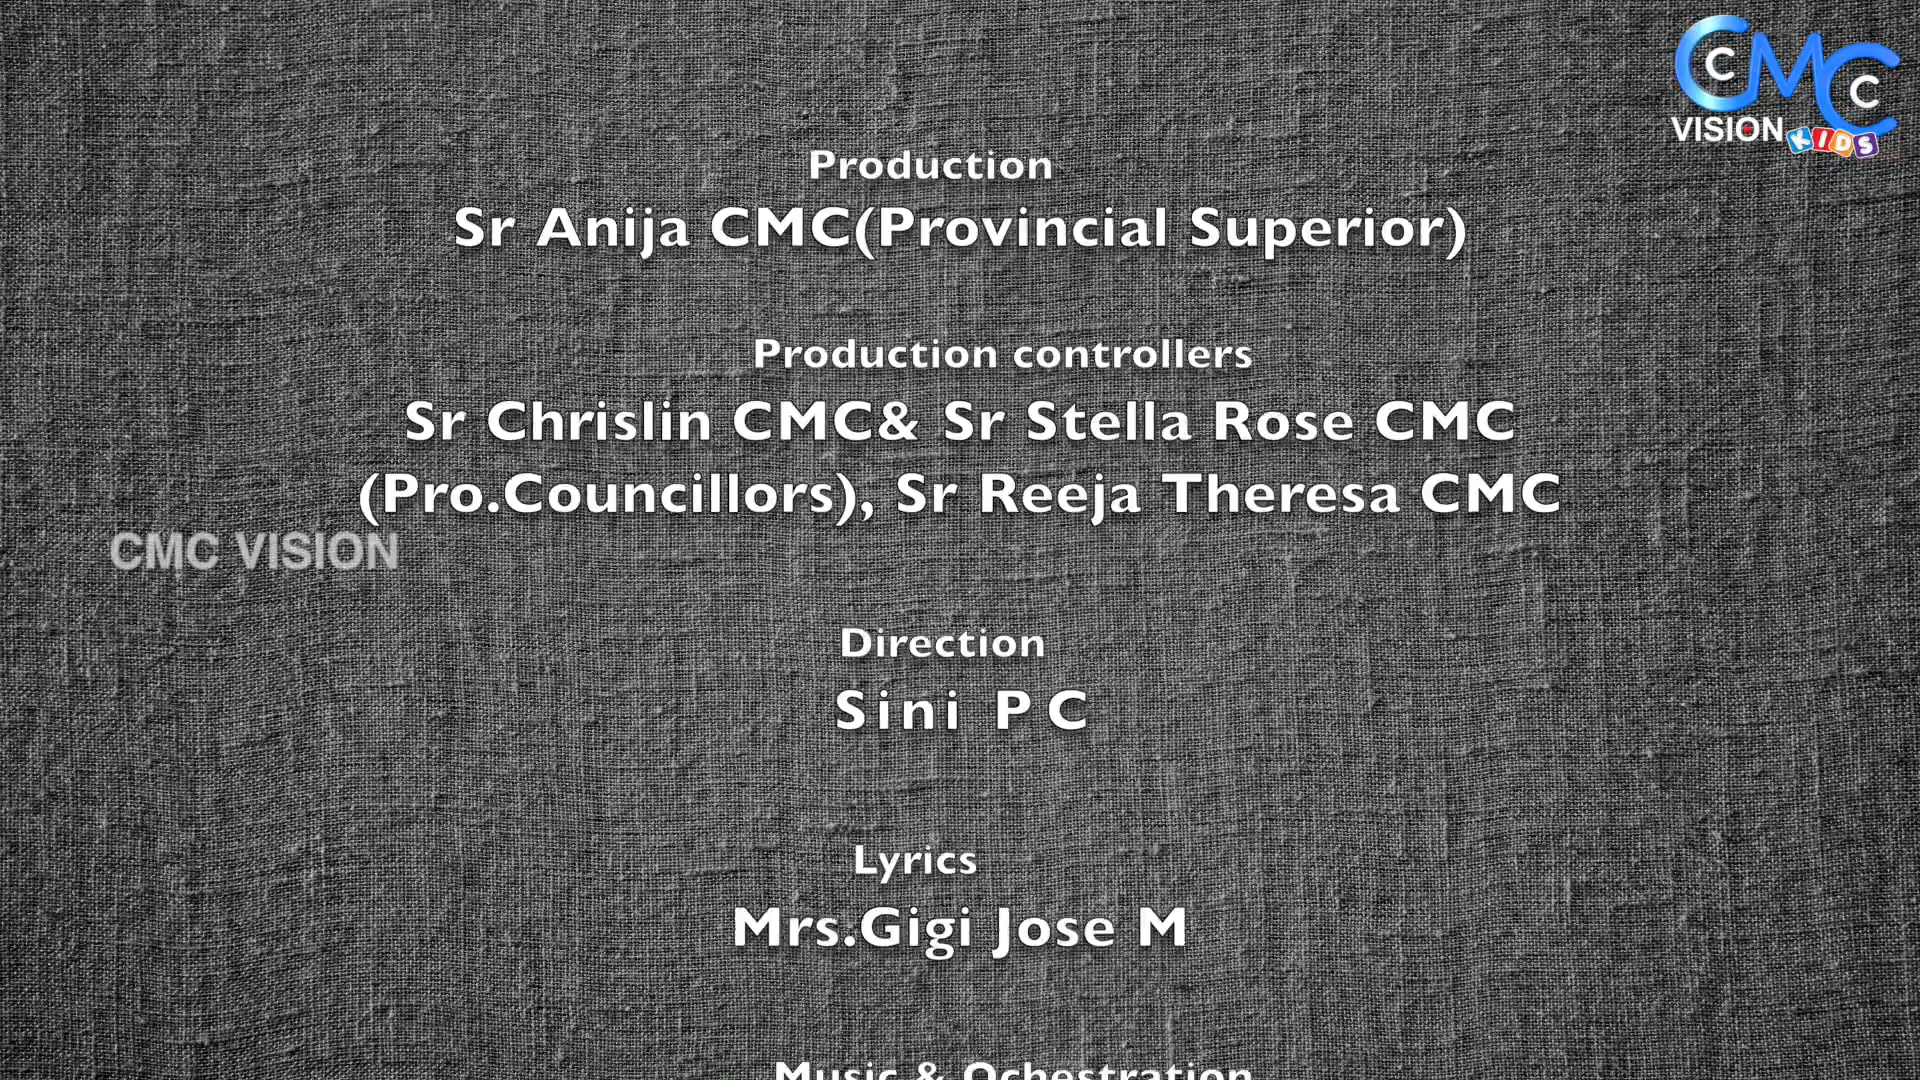 CMC
C C
VISION KIDS
Production
Sr Anija CMC(Provincial Superior)
Production controllers
Sr Chrislin CMC& Sr Stella Rose CMC
(Pro.Councillors), Sr Reeja Theresa CMC
CMC VISION
Direction
Sini PC
Lyrics
Mrs.Gigi Jose M
Music & Ochestration